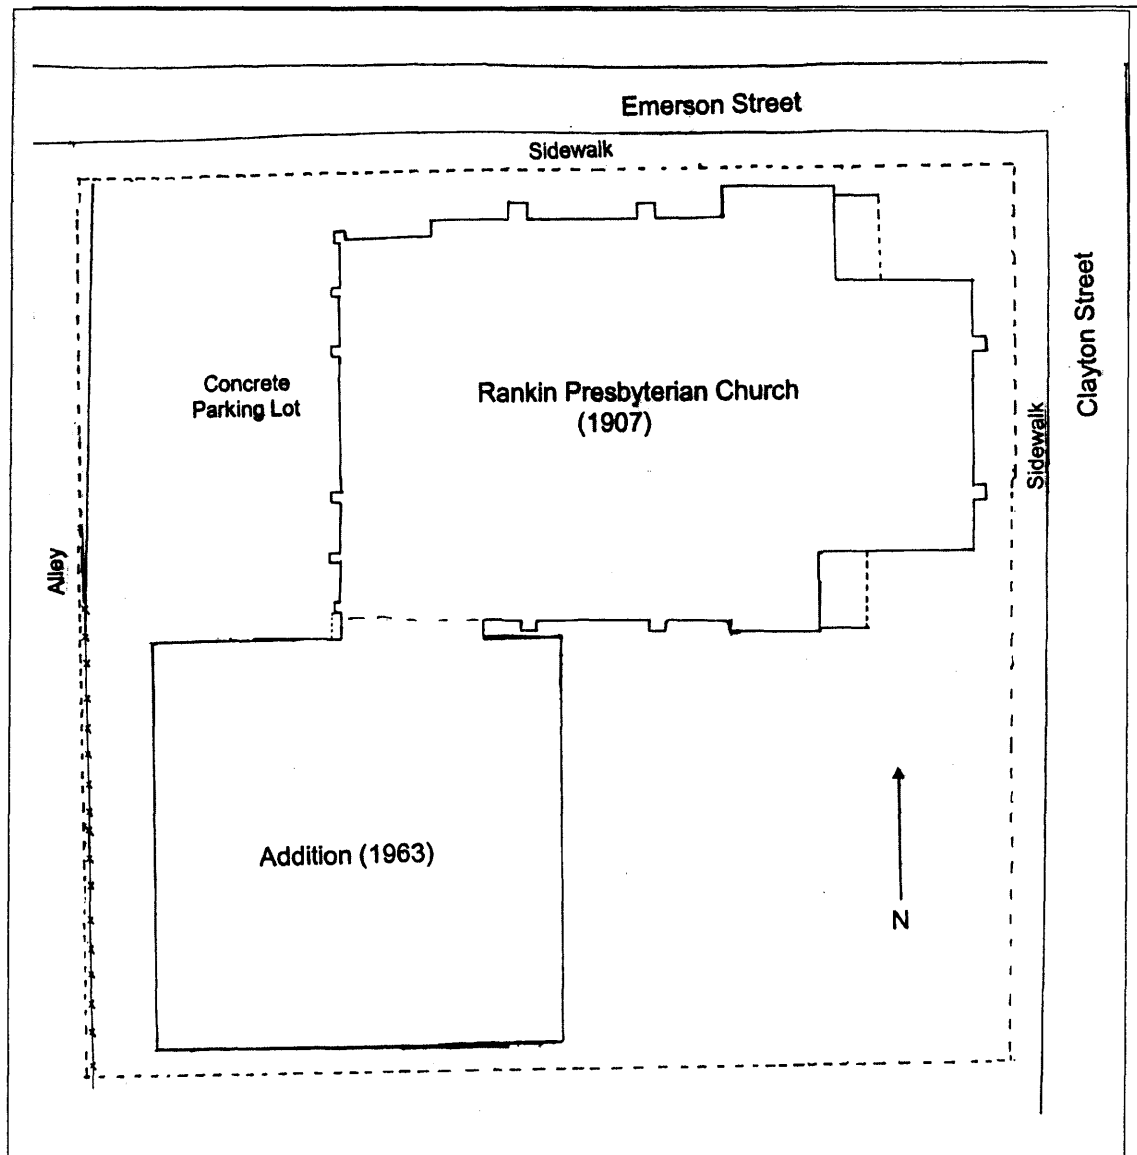 Emerson Street
Sidewalk
Clayton Street
Concrete
Parking Lot
Rankin Presbyterian Church
(1907)
Sidewalk
Alley
Addition (1963)
N